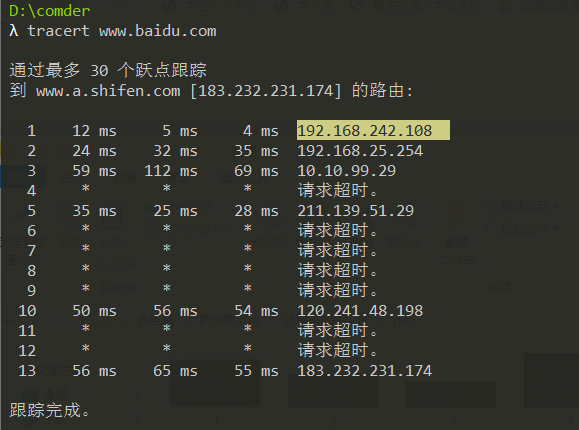 D:\comder
λ tracert www.baidu.com
通过最多 30 个跃点跟踪
到 www.a.shifen.com [183.232.231.174] 的路由:
1 12 ms 5 ms 4 ms 192.168.242.108
2 24 ms 32 ms 35 ms 192.168.25.254
3 59 ms 112 ms 69 ms 10.10.99.29
4 * * * 请求超时。
5 35 ms 25 ms 28 ms 211.139.51.29
6 * * * 请求超时。
7 * * * 请求超时。
8 * * * 请求超时。
9 * * * 请求超时。
10 50 ms 56 ms 54 ms 120.241.48.198
11 * * * 请求超时。
12 * * * 请求超时。
13 56 ms 65 ms 55 ms 183.232.231.174
跟踪完成。